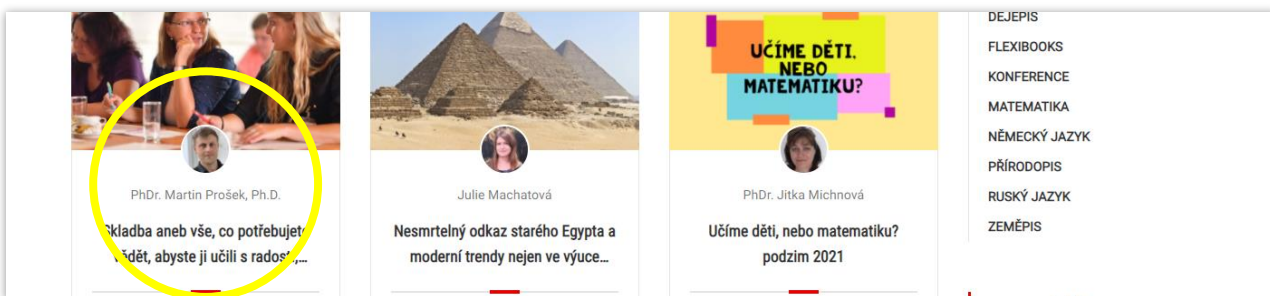 UČÍME DĚTI,
NEBO
MATEMATIKU?
PhDr. Martin Prošek, Ph.D.
Skladba aneb vše, co potřebujete
vědět, abyste ji učili s radostí,…
Julie Machatová
Nesmrtelný odkaz starého Egypta a
moderní trendy nejen ve výuce…
PhDr. Jitka Michnová
Učíme děti, nebo matematiku?
podzim 2021
DĚJEPIS
FLEXIBOOKS
KONFERENCE
MATEMATIKA
NĚMECKÝ JAZYK
PŘÍRODOPIS
RUSKÝ JAZYK
ZEMĚPIS